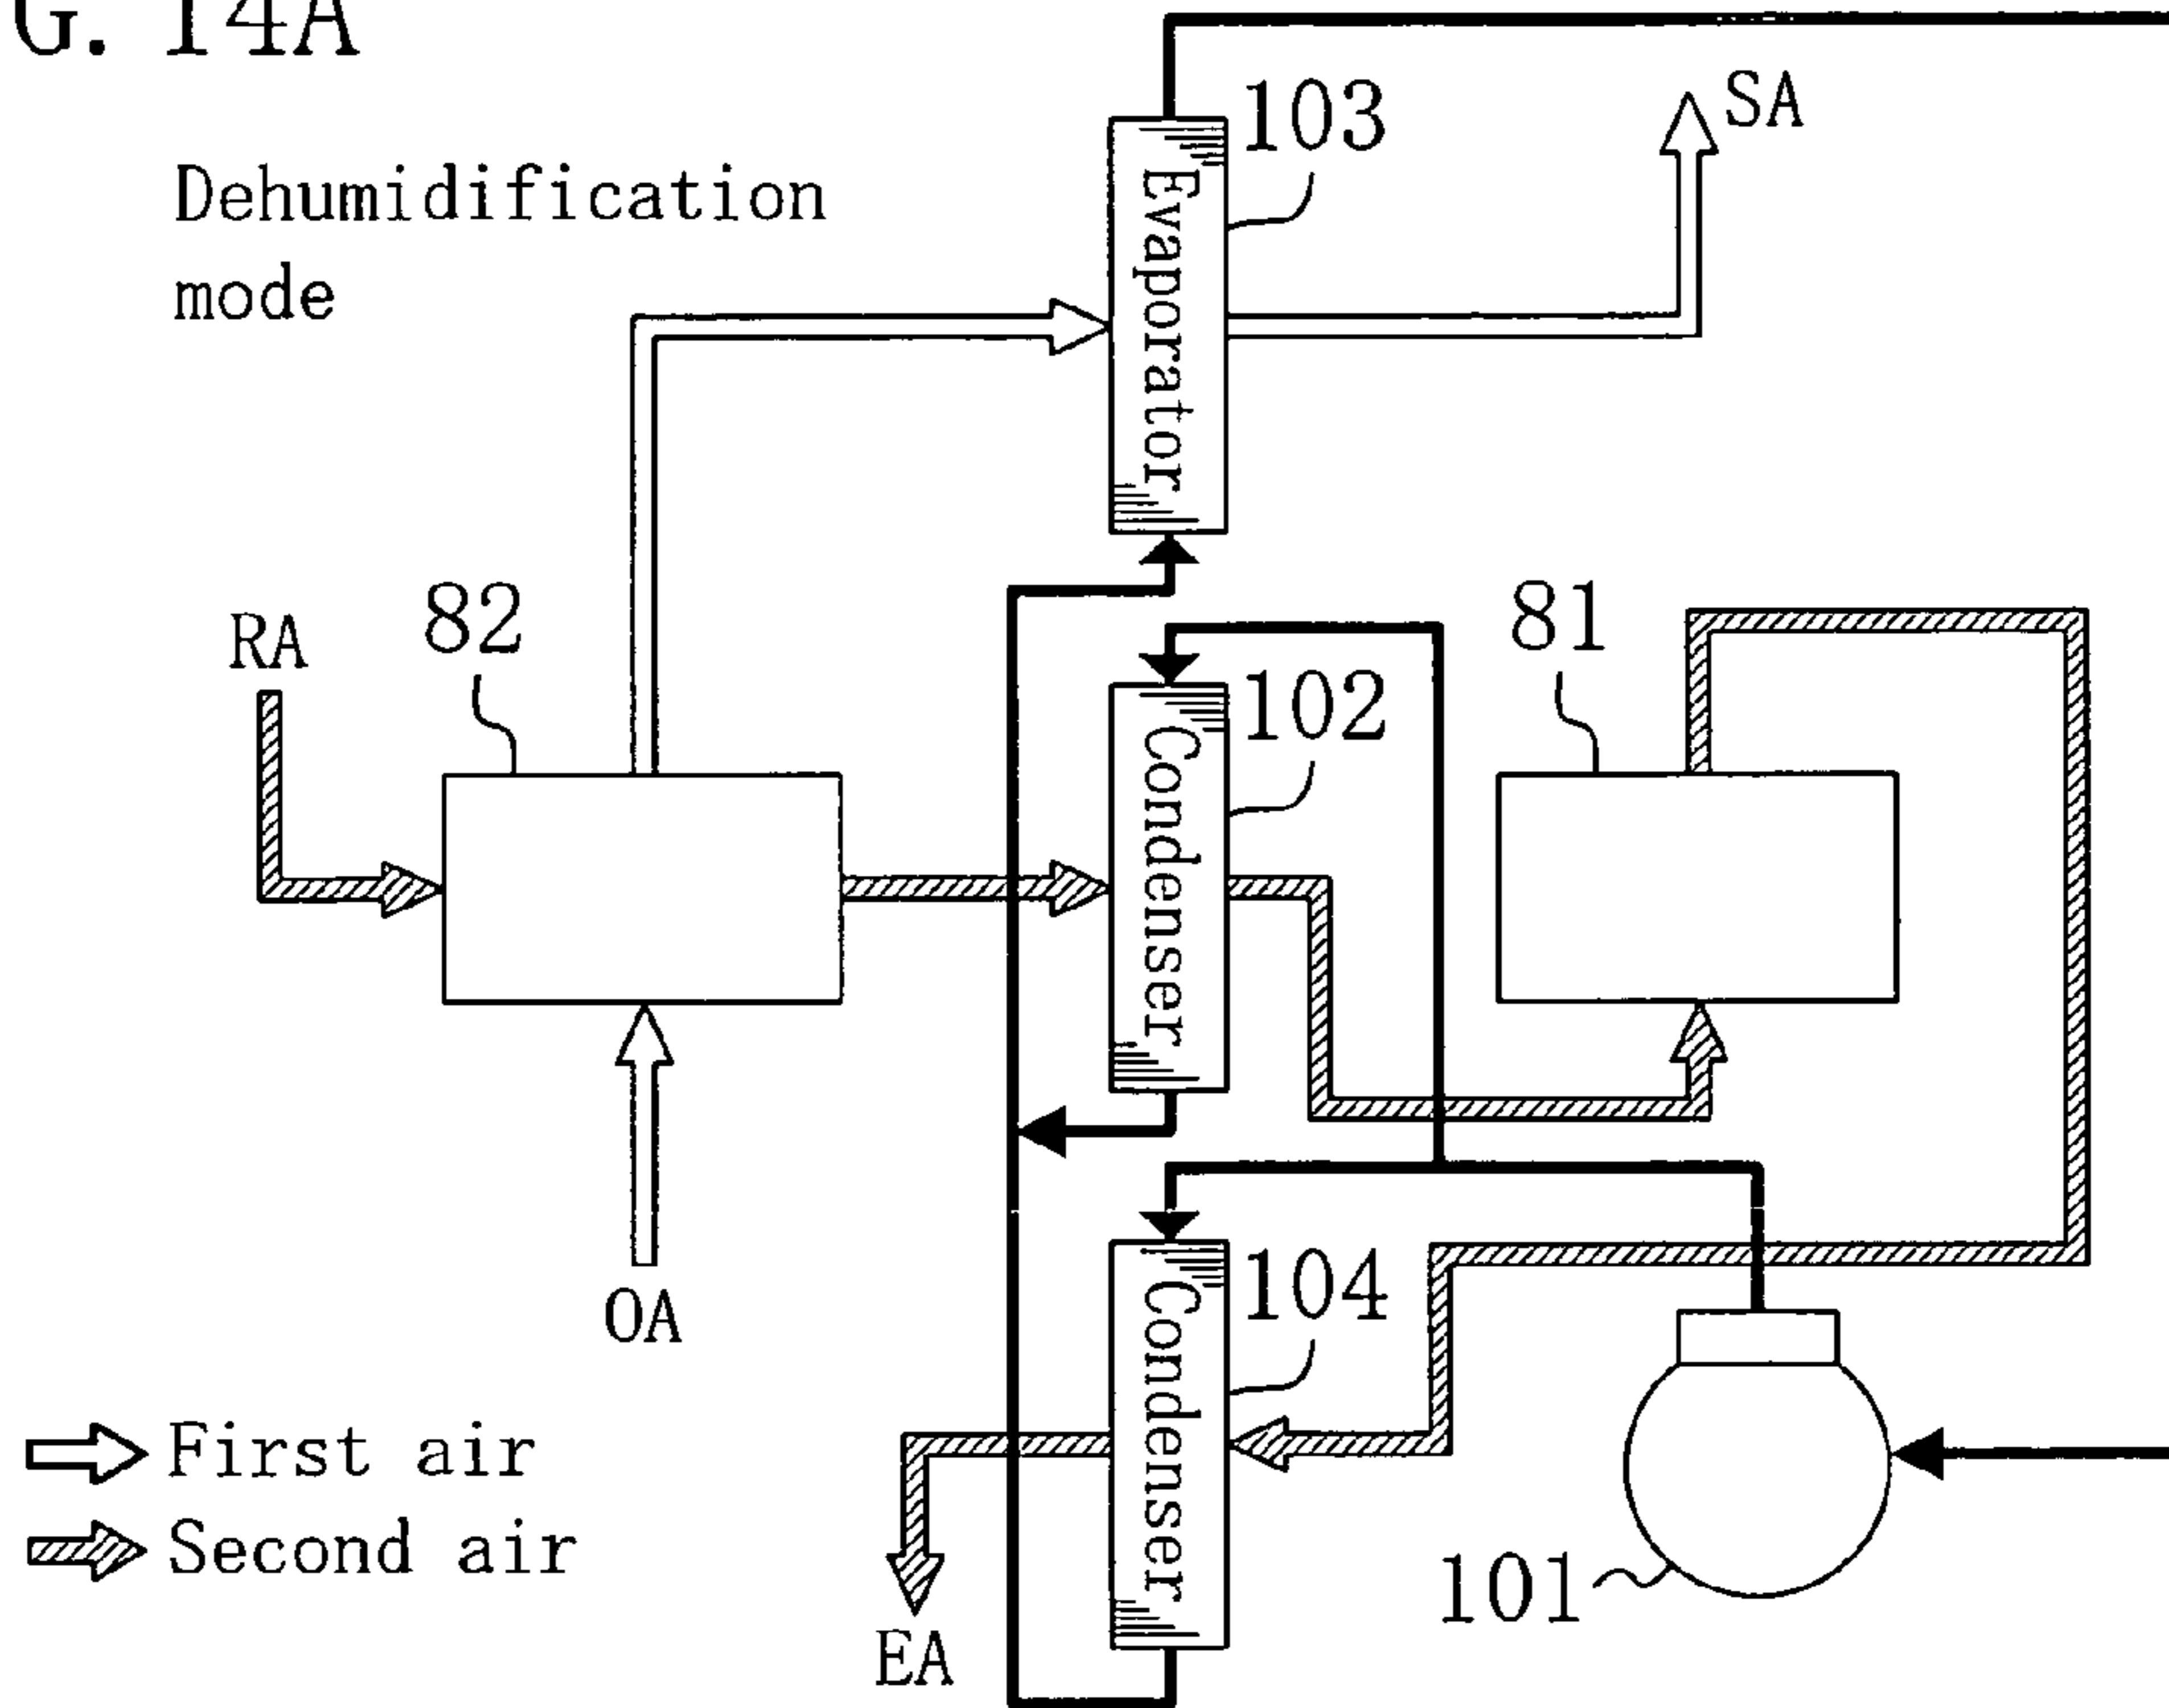 G. 14A
103
SA
Dehumidification
mode
Evaporator
RA
82
81
102
Condenser
OA
104
Condenser
First air
Second air
101
EA